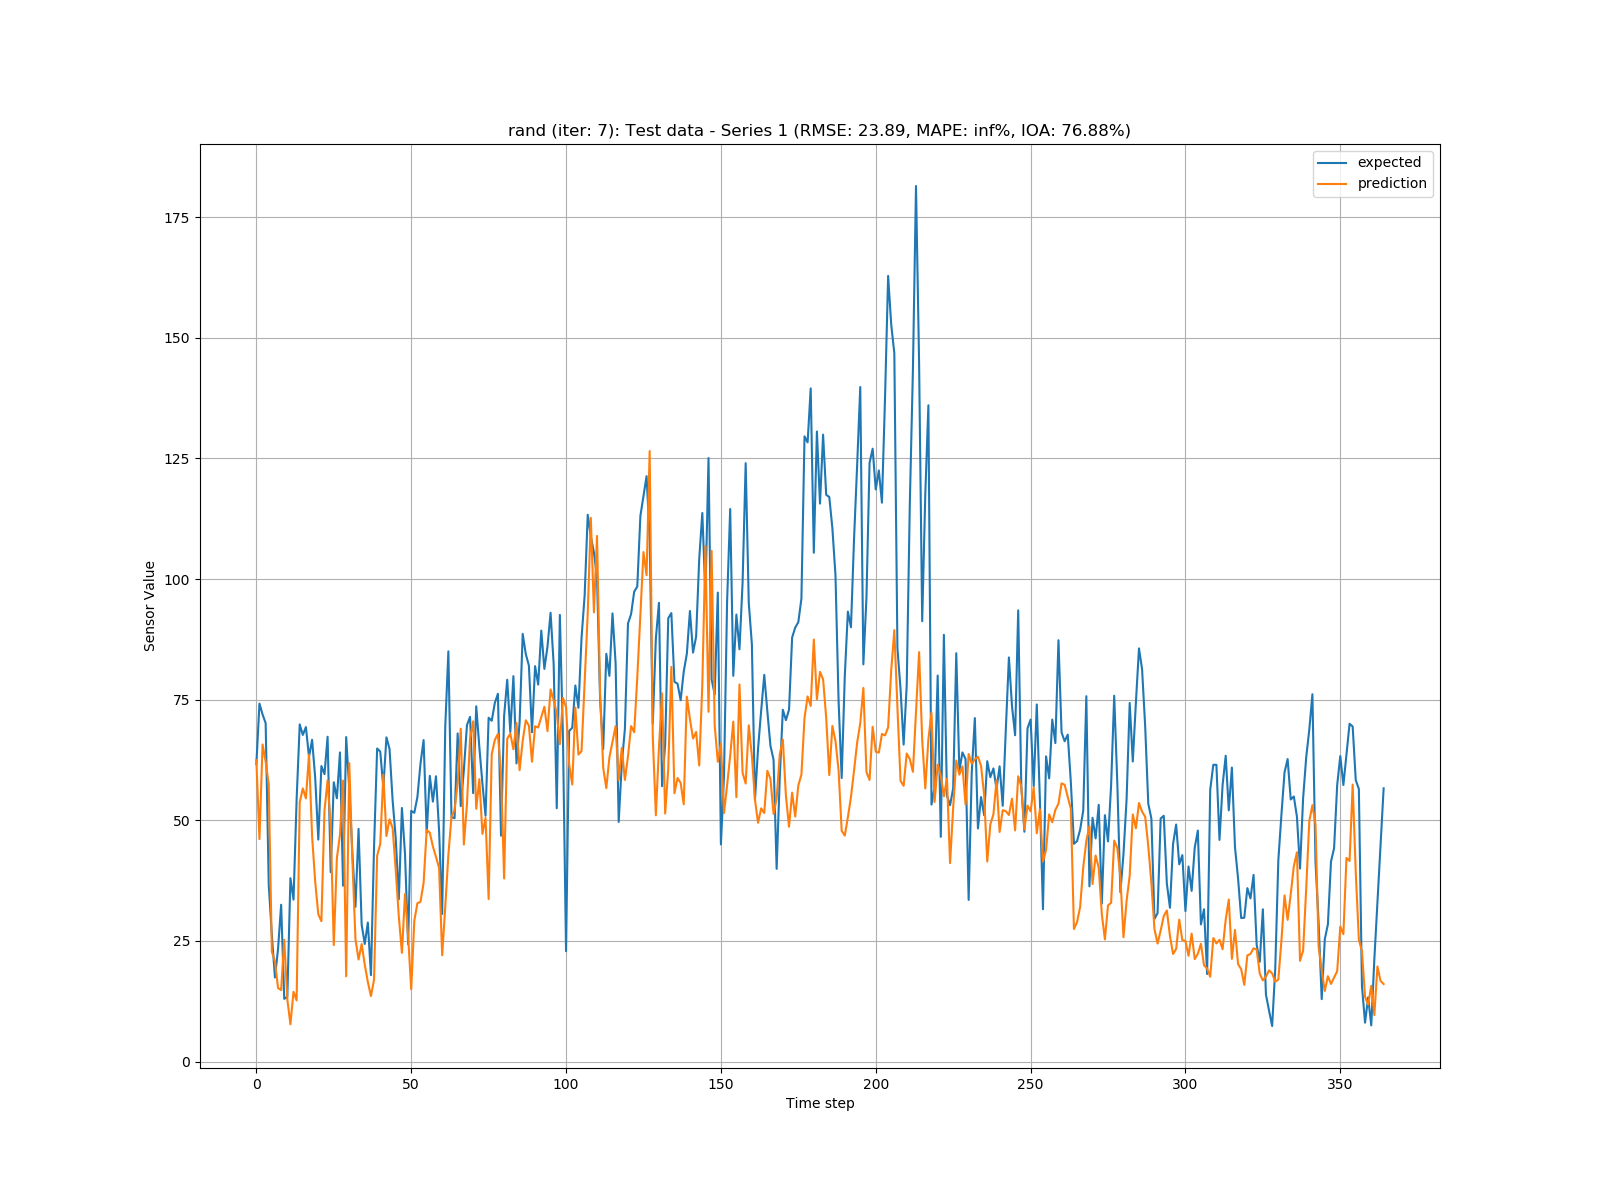 rand (iter: 7): Test data - Series 1 (RMSE: 23.89, MAPE: inf%, IOA: 76.88%)
expected
prediction
175
150
125
100
75
50
25
0
Sensor Value
0 50 100 150 200 250 300 350
Time step